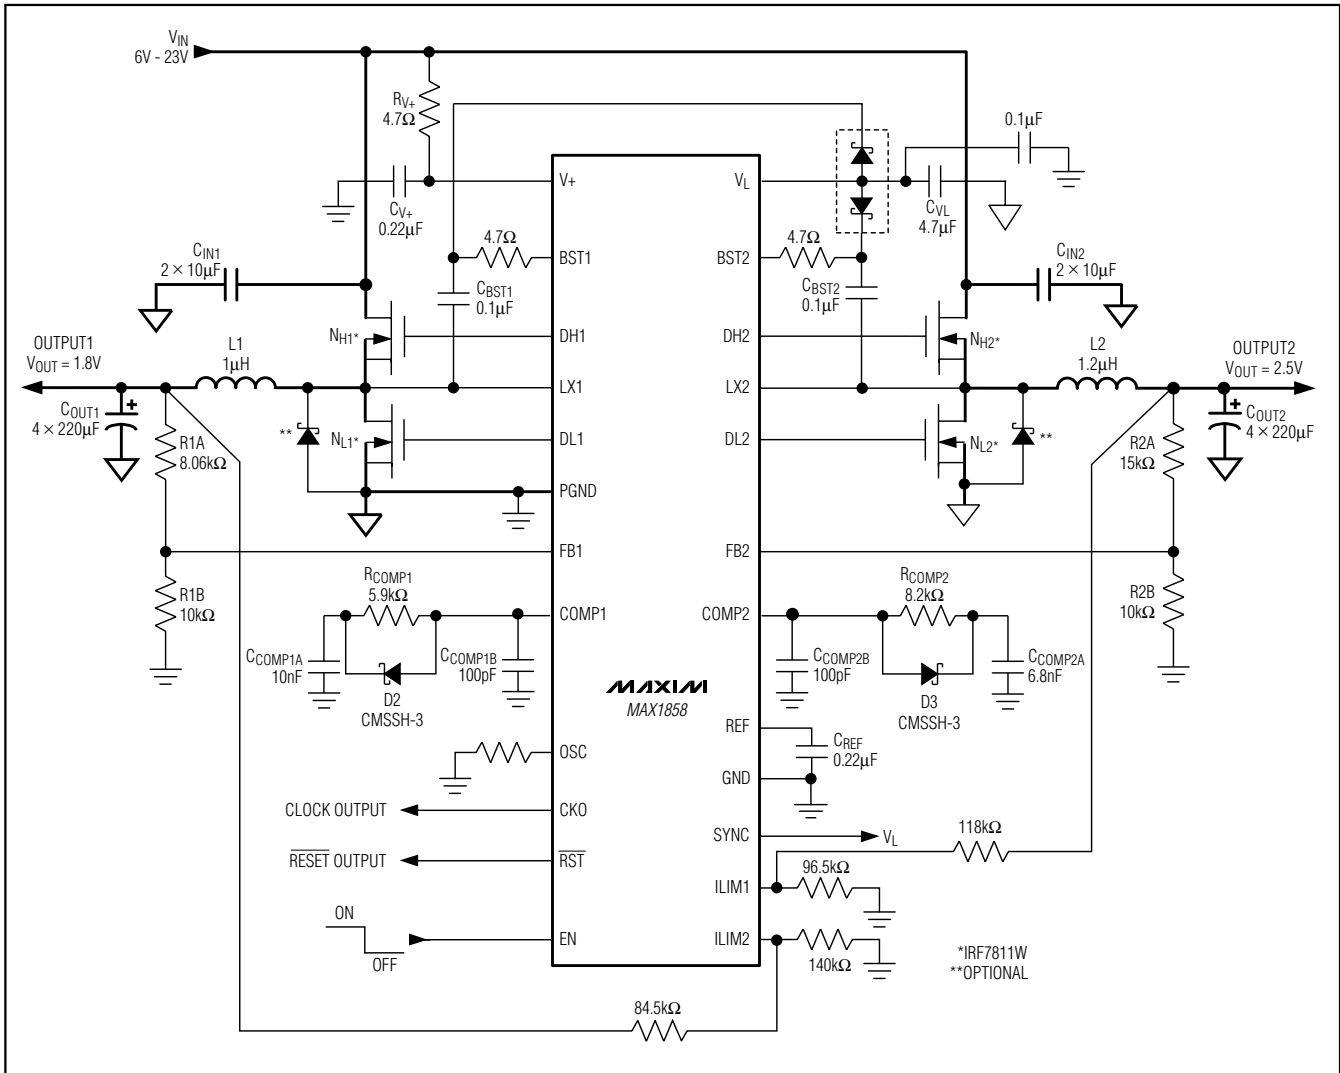 VIN
6V - 23V
RV+
4.7Ω
0.1µF
V+
VL
CV+
0.22µF
CVL
4.7µF
4.7Ω
BST1
BST2
4.7Ω
CIN1
2 × 10µF
CBST1
0.1µF
CBST2
0.1µF
CIN2
2 × 10µF
NH1*
DH1
DH2
NH2*
OUTPUT1
VOUT = 1.8V
L1
1µH
LX1
LX2
L2
1.2µH
OUTPUT2
VOUT = 2.5V
COUT1
4 × 220µF
R1A
8.06kΩ
**
NL1*
DL1
DL2
NL2*
**
R2A
15kΩ
COUT2
4 × 220µF
+
+
PGND
FB1
FB2
R1B
10kΩ
RCOMP1
5.9kΩ
COMP1
COMP2
RCOMP2
8.2kΩ
R2B
10kΩ
CCOMP1A
10nF
CCOMP1B
100pF
CCOMP2B
100pF
CCOMP2A
6.8nF
D2
CMSSH-3
D3
CMSSH-3
MAXIM
MAX1858
REF
CREF
0.22µF
OSC
GND
CLOCK OUTPUT
CKO
SYNC
VL
118kΩ
RESET OUTPUT
RST
ILIM1
96.5kΩ
ON
OFF
EN
ILIM2
140kΩ
*IRF7811W
**OPTIONAL
84.5kΩ